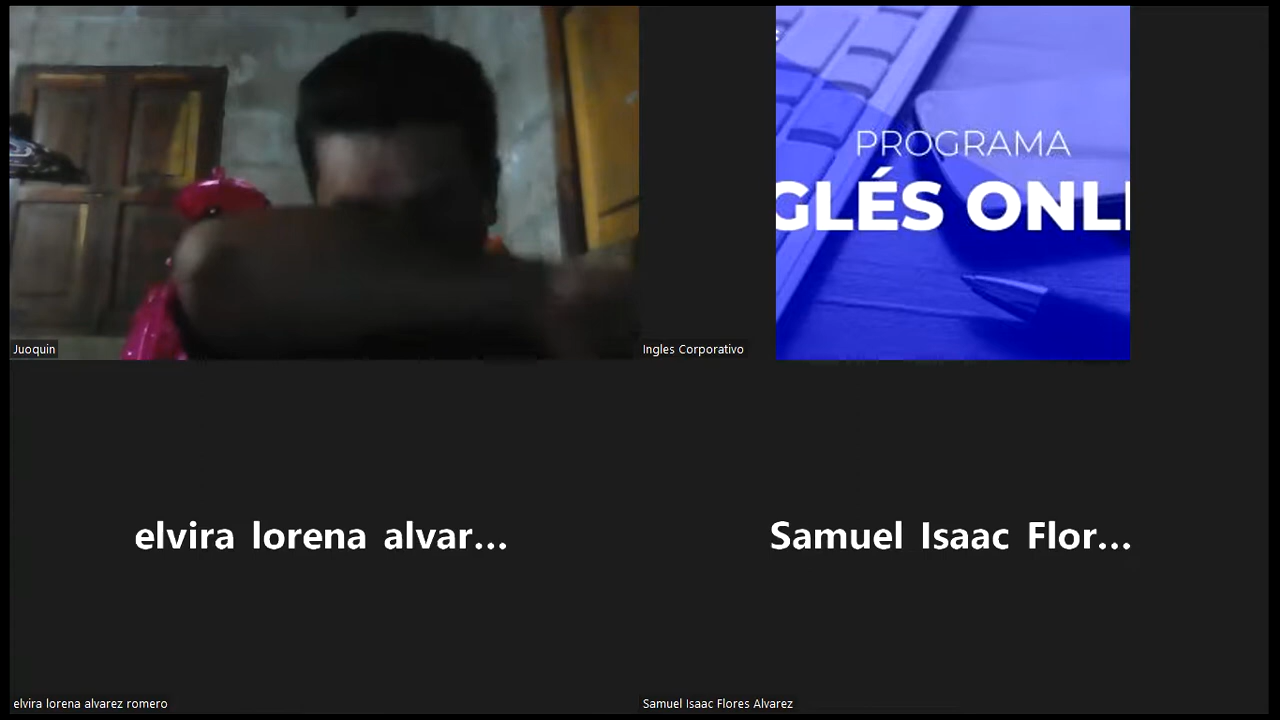 PROGRAMA
GLÉS ONLI
Juoquin
Ingles Corporativo
elvira lorena alvar...
Samuel Isaac Flor...
elvira lorena alvarez romero
Samuel Isaac Flores Alvarez